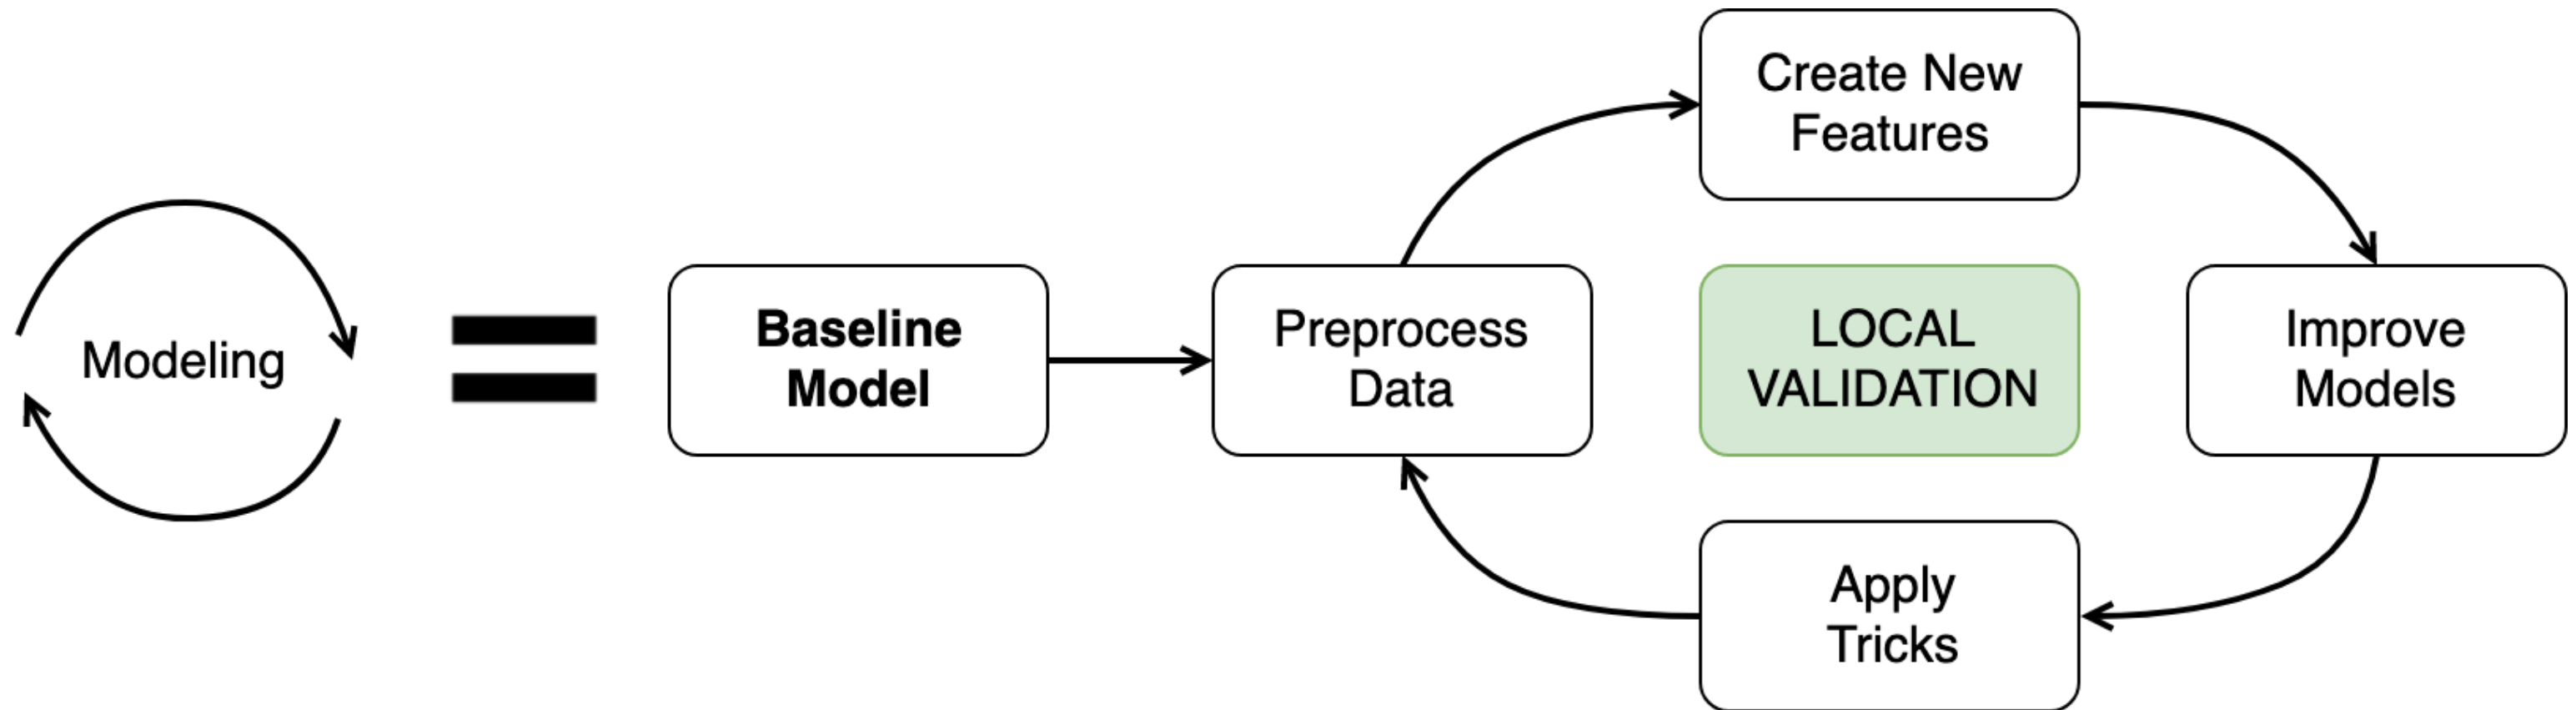 Modeling
Baseline
Model
Preprocess
Data
Create New
Features
LOCAL
VALIDATION
Improve
Models
Apply
Tricks